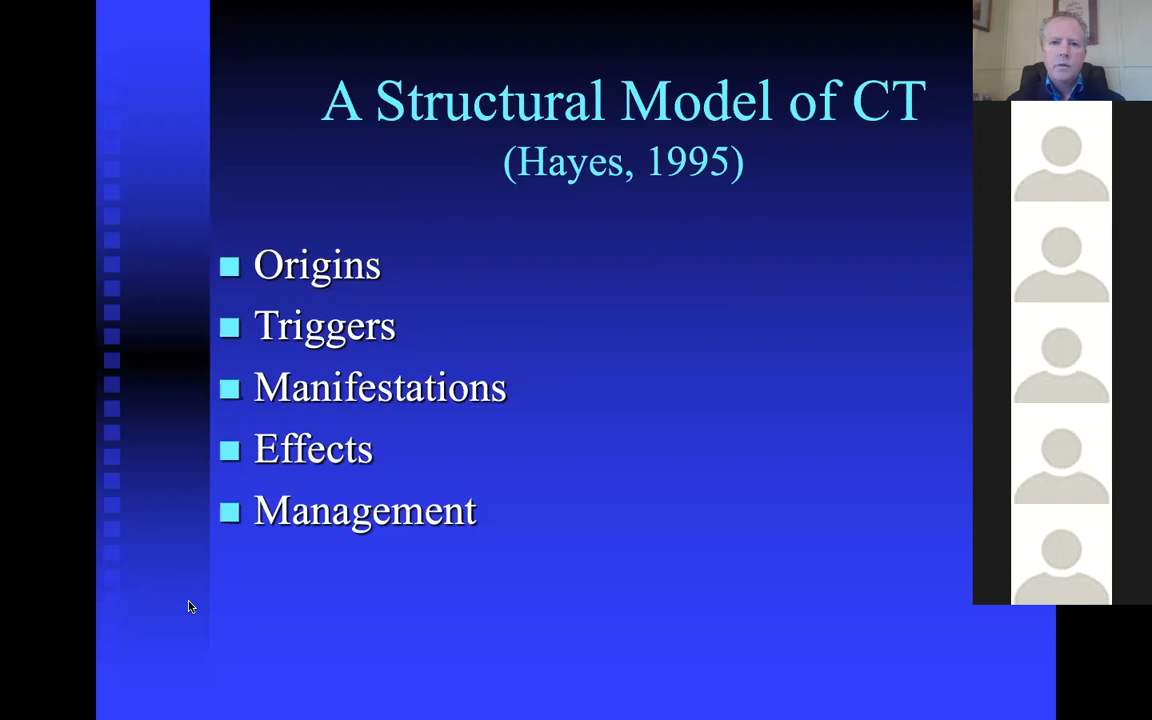 A Structural Model of CT
(Hayes, 1995)
Origins
Triggers
Manifestations
Effects
Management